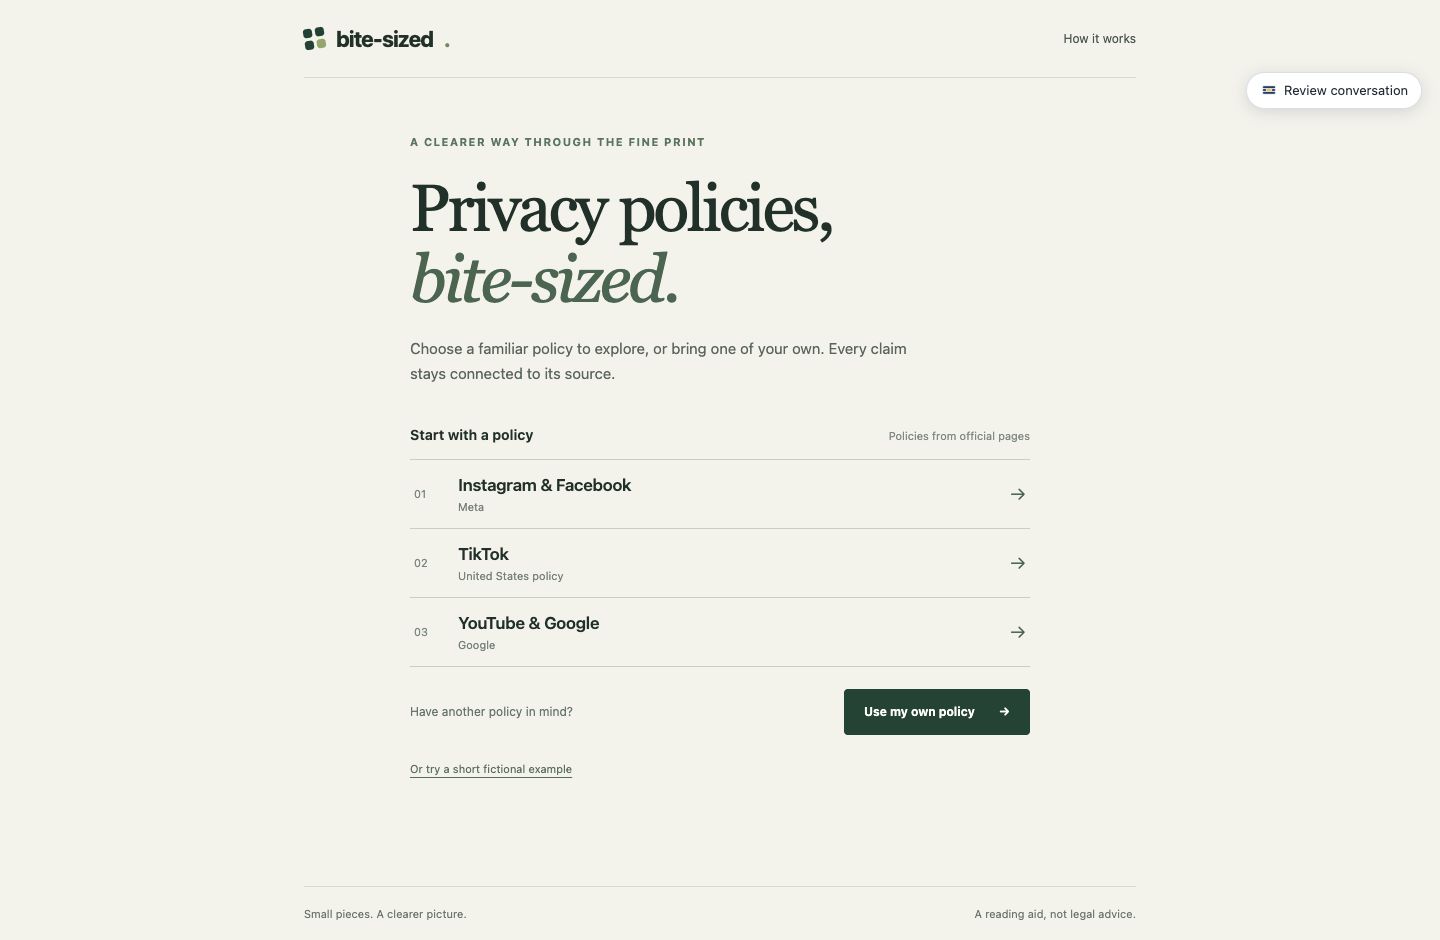 bite-sized .
How it works
Review conversation
A CLEARER WAY THROUGH THE FINE PRINT
Privacy policies,
bite-sized.
Choose a familiar policy to explore, or bring one of your own. Every claim
stays connected to its source.
Start with a policy
Policies from official pages
01
Instagram & Facebook
Meta
02
TikTok
United States policy
03
YouTube & Google
Google
Have another policy in mind?
Use my own policy
Or try a short fictional example
Small pieces. A clearer picture.
A reading aid, not legal advice.